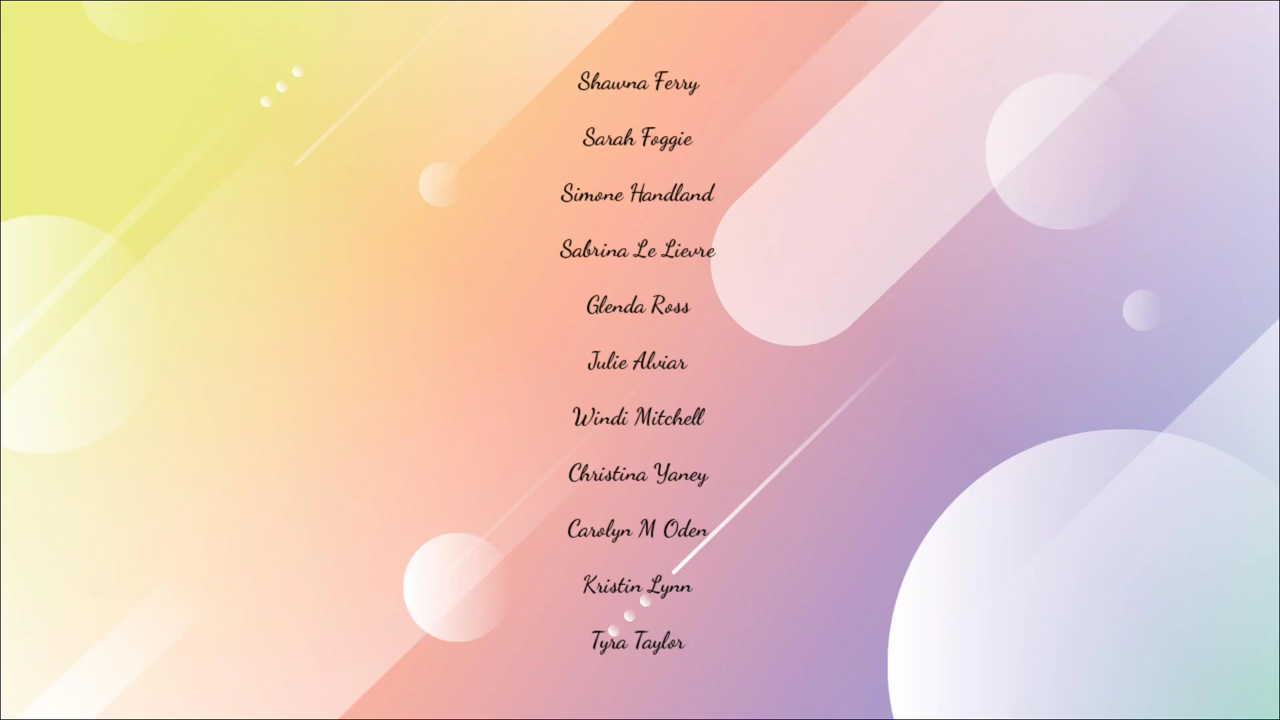 Shawna Ferry
Sarah Foggie
Simone Handland
Sabrina Le Lievre
Glenda Ross
Julie Alviar
Windi Mitchell
Christina Yaney
Carolyn M Oden
Kristin Lynn
Tyra Taylor